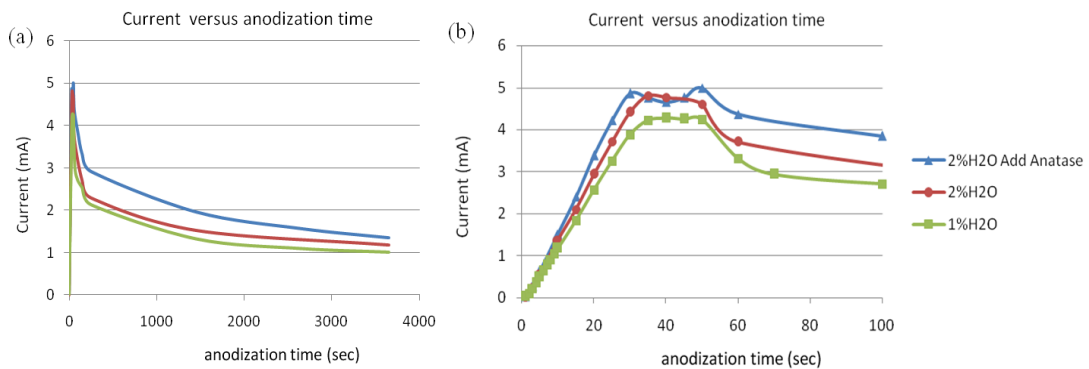 (a)
Current versus anodization time
6
5
4
3
2
1
0
Current (mA)
0 1000 2000 3000 4000
anodization time (sec)
(b)
Current versus anodization time
6
5
4
3
2
1
0
Current (mA)
0 20 40 60 80 100
anodization time (sec)
2%H2O Add Anatase
2%H2O
1%H2O